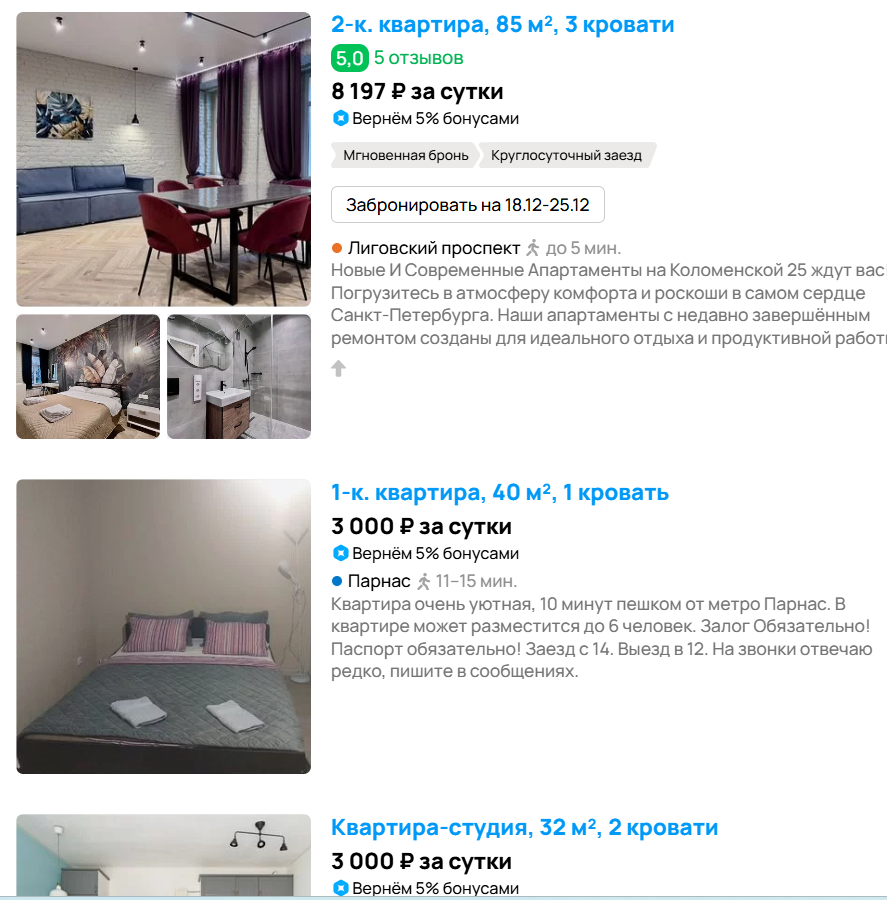 2-к. квартира, 85 м², 3 кровати
5,0 5 отзывов
8 197 ₽ за сутки
Вернём 5% бонусами
Мгновенная бронь Круглосуточный заезд
Забронировать на 18.12-25.12
Лиговский проспект до 5 мин.
Новые И Современные Апартаменты на Коломенской 25 ждут вас
Погрузитесь в атмосферу комфорта и роскоши в самом сердце
Санкт-Петербурга. Наши апартаменты с недавно завершённым
ремонтом созданы для идеального отдыха и продуктивной
1-к. квартира, 40 м², 1 кровать
3 000 ₽ за сутки
Вернём 5% бонусами
Парнас 11–15 мин.
Квартира очень уютная, 10 минут пешком от метро Парнас. В
квартире может разместится до 6 человек. Залог Обязательно!
Паспорт обязательно! Заезд с 14. Выезд в 12. На звонки отвечаю
редко, пишите в сообщениях.
Квартира-студия, 32 м², 2 кровати
3 000 ₽ за сутки
Вернём 5% бонусами